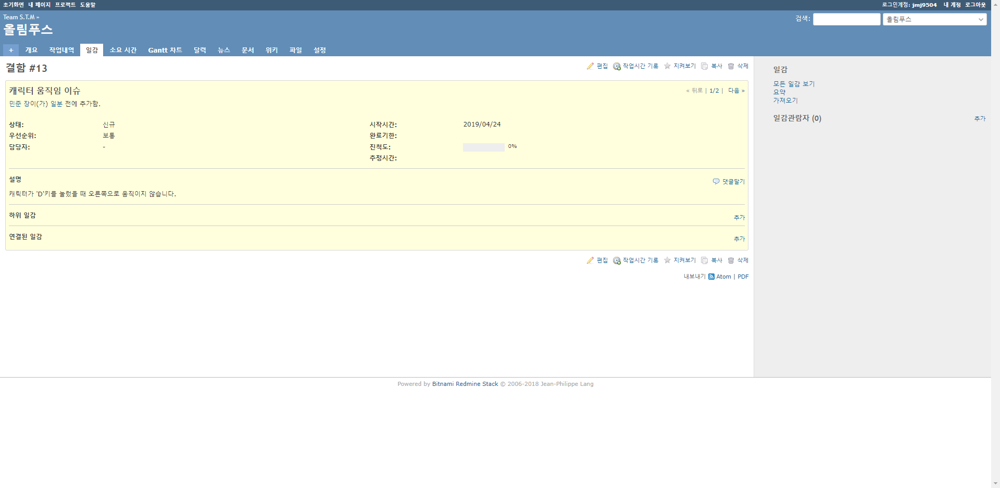 초기화면 내 페이지 프로젝트 도움말
로그인계정: jmj9504 내 계정 로그아웃
Team S.T.M »
올림푸스
검색: 올림푸스
+ 개요 작업내역 일감 소요 시간 Gantt 챠트 달력 뉴스 문서 위키 파일 설정
결함 #13
편집 작업시간 기록 지켜보기 복사 삭제
캐릭터 움직임 이슈
« 뒤로 | 1/2 | 다음 »
민준 장이(가) 일분 전에 추가함.
상태: 신규 시작시간: 2019/04/24
우선순위: 보통 완료기한:
담당자: - 진척도: 0%
추정시간:
설명
댓글달기
캐릭터가 'D'키를 눌렀을 때 오른쪽으로 움직이지 않습니다.
하위 일감
추가
연결된 일감
추가
편집 작업시간 기록 지켜보기 복사 삭제
내보내기 Atom | PDF
일감
모든 일감 보기
요약
가져오기
일감관람자 (0) 추가
Powered by Bitnami Redmine Stack © 2006-2018 Jean-Philippe Lang